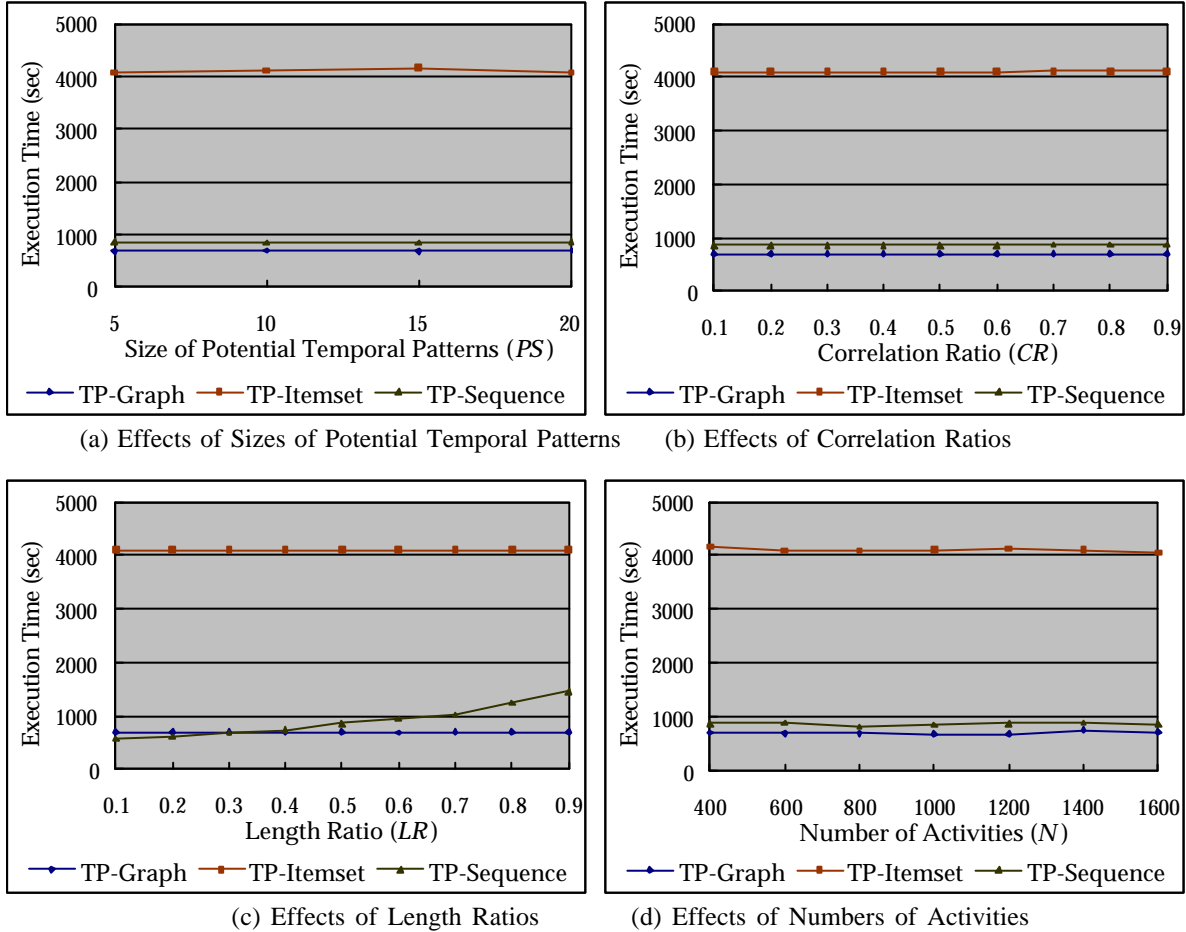 5000
4000
3000
2000
1000
0
Execution Time (sec)
5 10 15 20
Size of Potential Temporal Patterns (PS)
TP-Graph TP-Itemset TP-Sequence
5000
4000
3000
2000
1000
0
Execution Time (sec)
0.1 0.2 0.3 0.4 0.5 0.6 0.7 0.8 0.9
Correlation Ratio (CR)
TP-Graph TP-Itemset TP-Sequence
(a) Effects of Sizes of Potential Temporal Patterns
(b) Effects of Correlation Ratios
5000
4000
3000
2000
1000
0
Execution Time (sec)
0.1 0.2 0.3 0.4 0.5 0.6 0.7 0.8 0.9
Length Ratio (LR)
TP-Graph TP-Itemset TP-Sequence
5000
4000
3000
2000
1000
0
Execution Time (sec)
400 600 800 1000 1200 1400 1600
Number of Activities (N)
TP-Graph TP-Itemset TP-Sequence
(c) Effects of Length Ratios
(d) Effects of Numbers of Activities